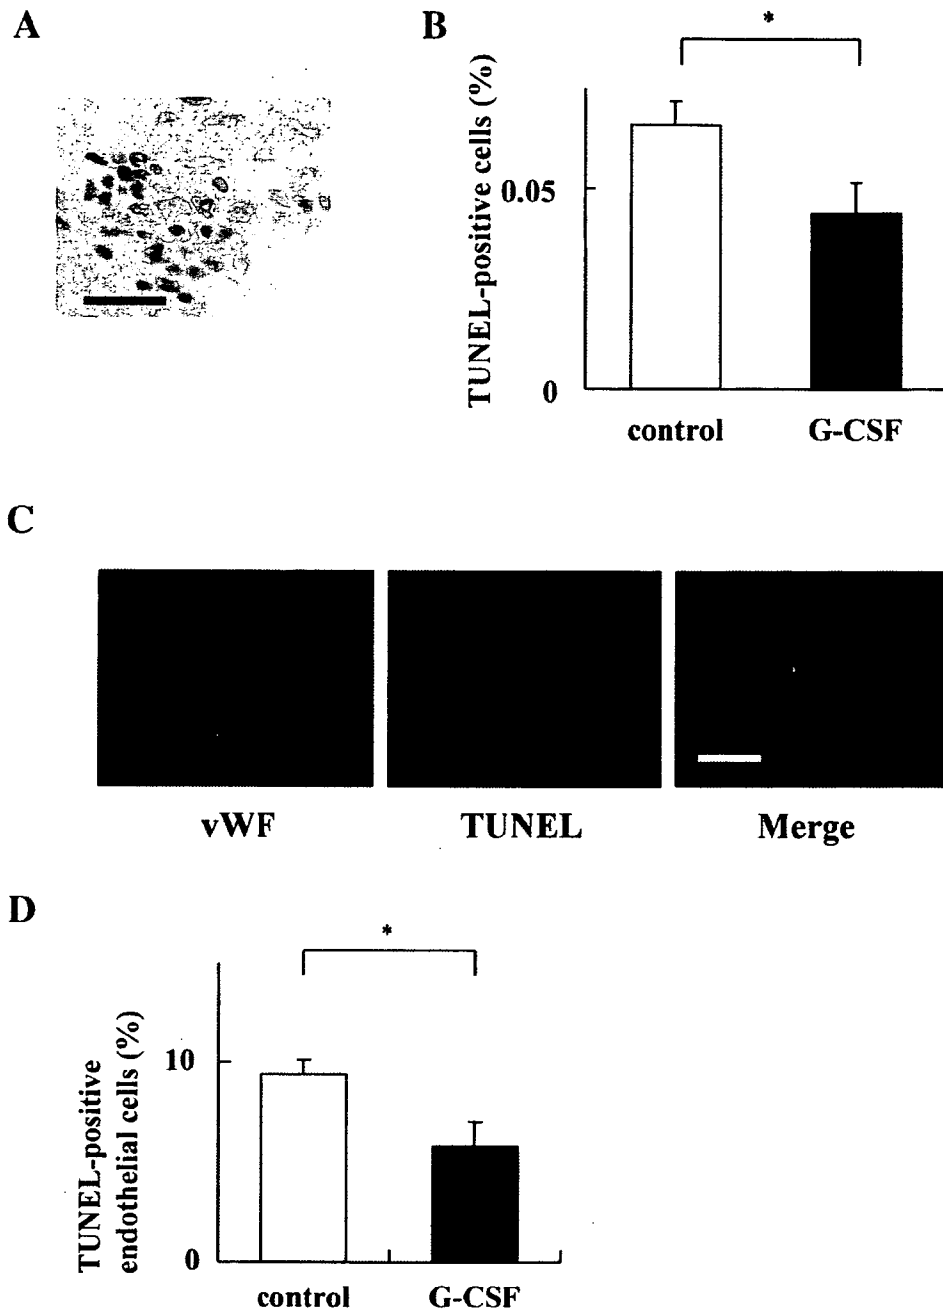 A
B
*
TUNEL-positive cells (%)
0.05
0
control G-CSF
C
vWF TUNEL Merge
D
*
TUNEL-positive
endothelial cells (%)
10
0
control G-CSF